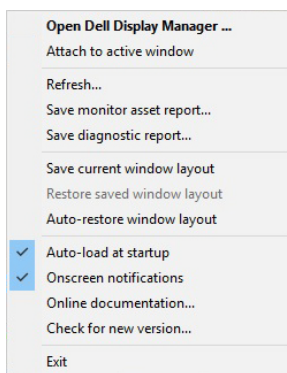 Open Dell Display Manager ...
Attach to active window
Refresh...
Save monitor asset report...
Save diagnostic report...
Save current window layout
Restore saved window layout
Auto-restore window layout
Auto-load at startup
Onscreen notifications
Online documentation...
Check for new version...
Exit